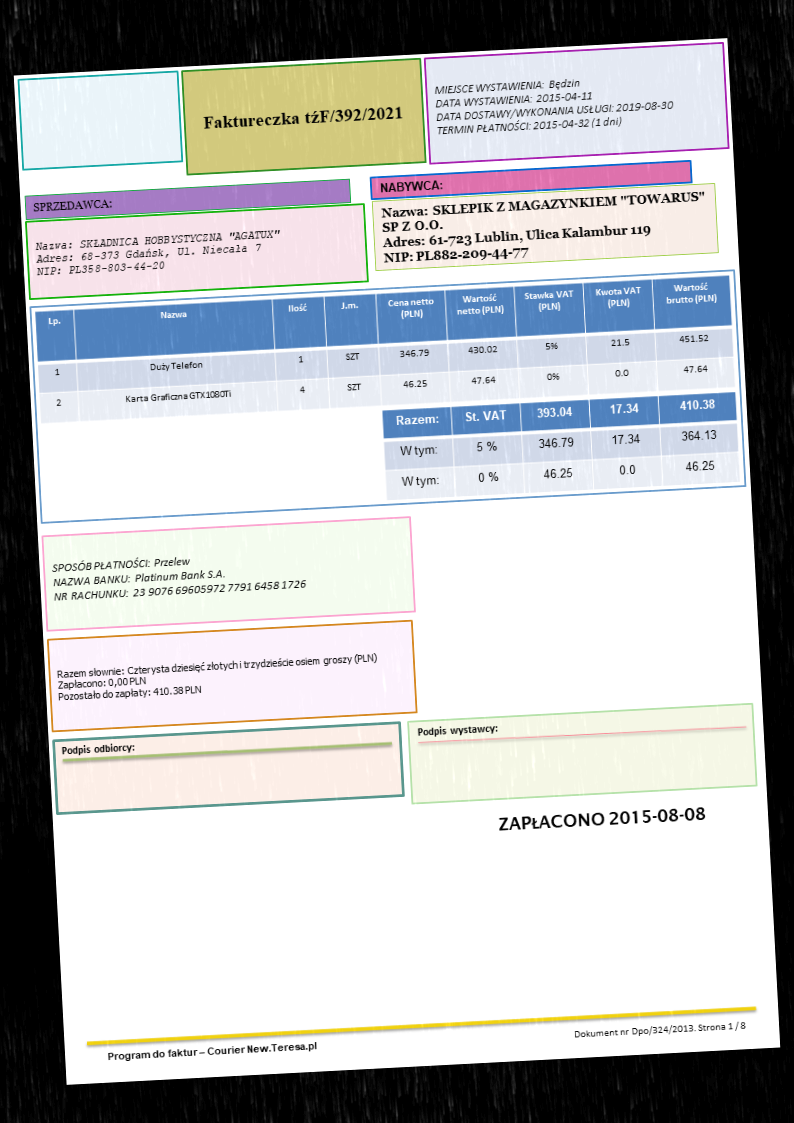 Faktureczka tźF/392/2021
MIEJSCE WYSTAWIENIA: Będzin
DATA WYSTAWIENIA: 2015-04-11
DATA DOSTAWY/WYKONANIA USŁUGI: 2019-08-30
TERMIN PŁATNOŚCI: 2015-04-32 (1 dni)
SPRZEDAWCA:
Nazwa: SKŁADNICA HOBBYSTYCZNA "AGATUX"
Adres: 68-373 Gdańsk, Ul. Niecała 7
NIP: PL358-803-44-20
NABYWCA:
Nazwa: SKLEPIK Z MAGAZYNKIEM "TOWARUS"
SP Z O.O.
Adres: 61-723 Lublin, Ulica Kalambur 119
NIP: PL882-209-44-77
Lp. Nazwa Ilość J.m. Cena netto (PLN) Wartość netto (PLN) Stawka VAT (PLN) Kwota VAT (PLN) Wartość brutto (PLN)
1 Duży Telefon 1 SZT 346.79 430.02 5% 21.5 451.52
2 Karta Graficzna GTX1080Ti 4 SZT 46.25 47.64 0% 0.0 47.64
Razem: St. VAT 393.04 17.34 410.38
W tym: 5 % 346.79 17.34 364.13
W tym: 0 % 46.25 0.0 46.25
SPOSÓB PŁATNOŚCI: Przelew
NAZWA BANKU: Platinum Bank S.A.
NR RACHUNKU: 23 9076 69605972 7791 6458 1726
Razem słownie: Czterysta dziesięć złotych i trzydzieście osiem groszy (PLN)
Zapłacono: 0,00 PLN
Pozostało do zapłaty: 410.38 PLN
Podpis odbiorcy:
Podpis wystawcy:
ZAPŁACONO 2015-08-08
Program do faktur – Courier New.Teresa.pl
Dokument nr Dpo/324/2013. Strona 1 / 8